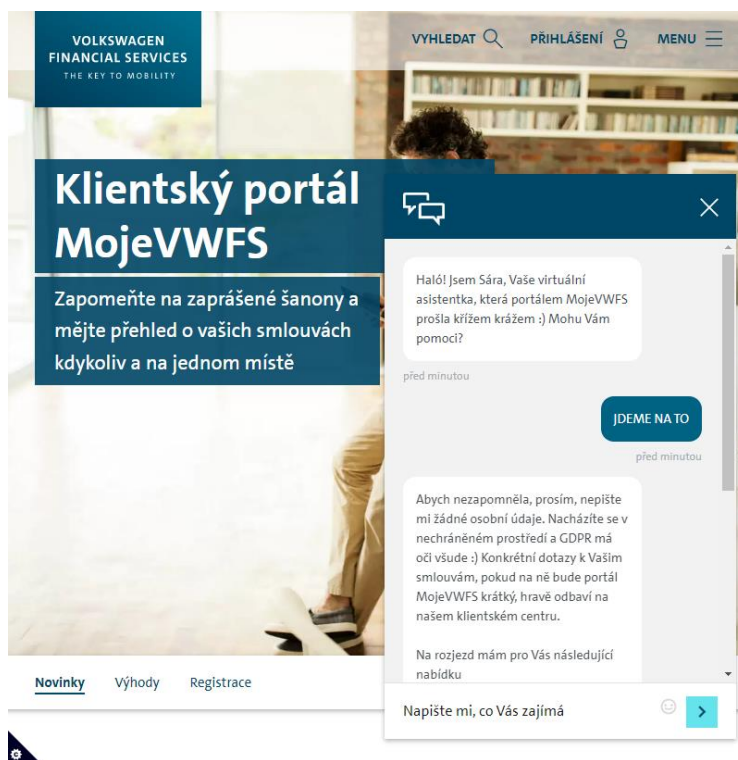 VOLKSWAGEN
FINANCIAL SERVICES
THE KEY TO MOBILITY
VYHLEDAT
PŘIHLÁŠENÍ
MENU
Klientský portál
MojeVWFS
Zapomeňte na zaprášené šanony a
mějte přehled o vašich smlouvách
kdykoliv a na jednom místě
Haló! Jsem Sára, Vaše virtuální
asistentka, která portálem MojeVWFS
prošla křížem krážem :) Mohu Vám
pomoci?
před minutou
JDEME NA TO
před minutou
Abych nezapomněla, prosím, nepište
mi žádné osobní údaje. Nacházíte se v
nechráněném prostředí a GDPR má
oči všude :) Konkrétní dotazy k Vašim
smlouvám, pokud na ně bude portál
MojeVWFS krátký, hravě odbaví na
našem klientském centru.
Na rozjezd mám pro Vás následující
nabídku
Napište mi, co Vás zajímá
Novinky
Výhody
Registrace